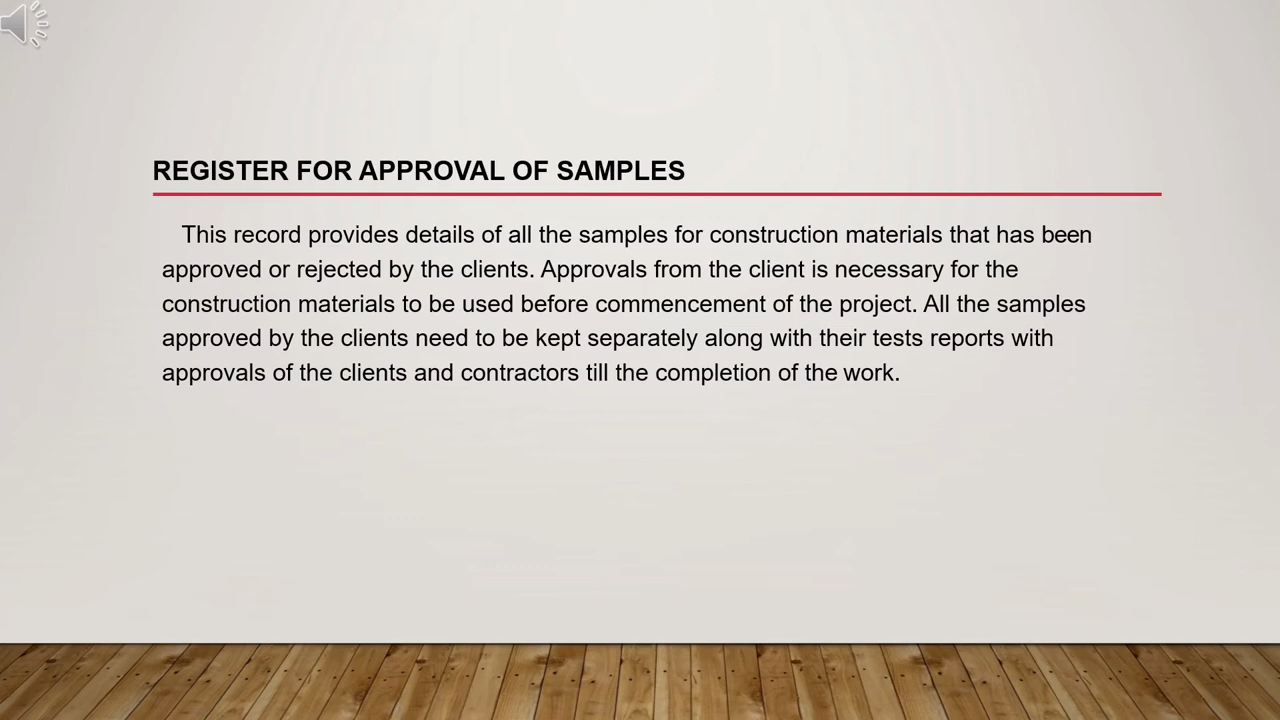 REGISTER FOR APPROVAL OF SAMPLES
This record provides details of all the samples for construction materials that has been
approved or rejected by the clients. Approvals from the client is necessary for the
construction materials to be used before commencement of the project. All the samples
approved by the clients need to be kept separately along with their tests reports with
approvals of the clients and contractors till the completion of the work.